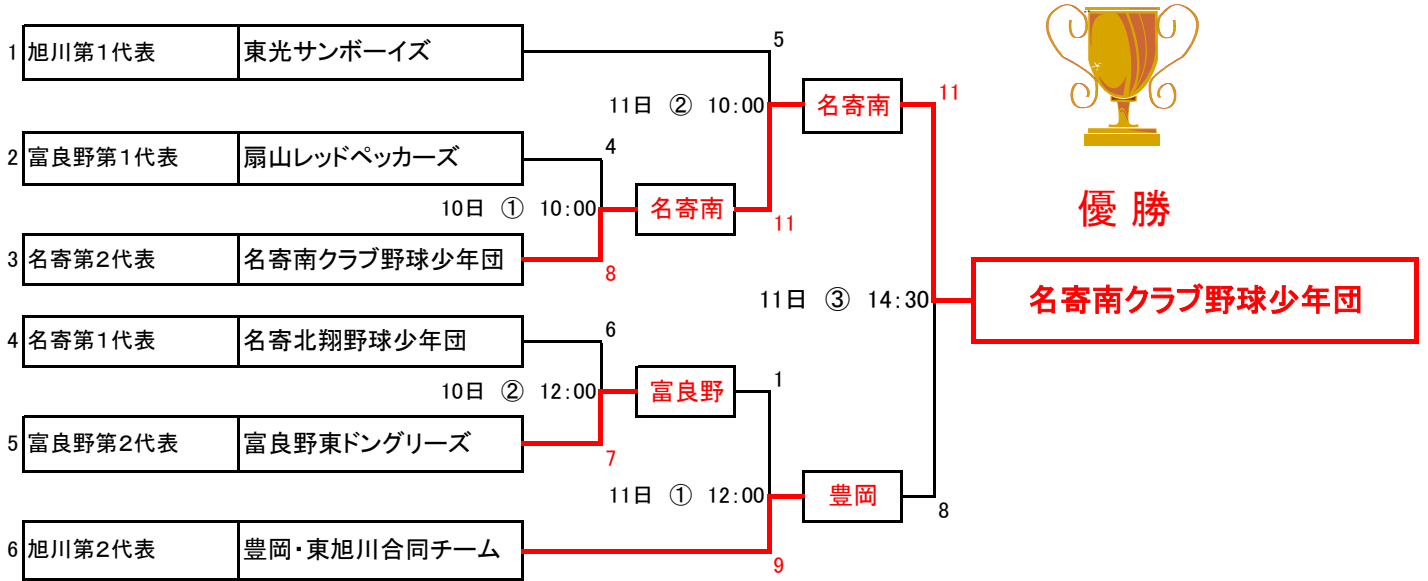 1 旭川第1代表 東光サンボーイズ
5
11日 ② 10:00
名寄南
11
2 富良野第1代表 扇山レッドペッカーズ
4
10日 ① 10:00
名寄南
11
3 名寄第2代表 名寄南クラブ野球少年団
8
優 勝
名寄南クラブ野球少年団
11日 ③ 14:30
4 名寄第1代表 名寄北翔野球少年団
6
10日 ② 12:00
富良野
1
5 富良野第2代表 富良野東ドングリーズ
7
11日 ① 12:00
豊岡
8
6 旭川第2代表 豊岡・東旭川合同チーム
9